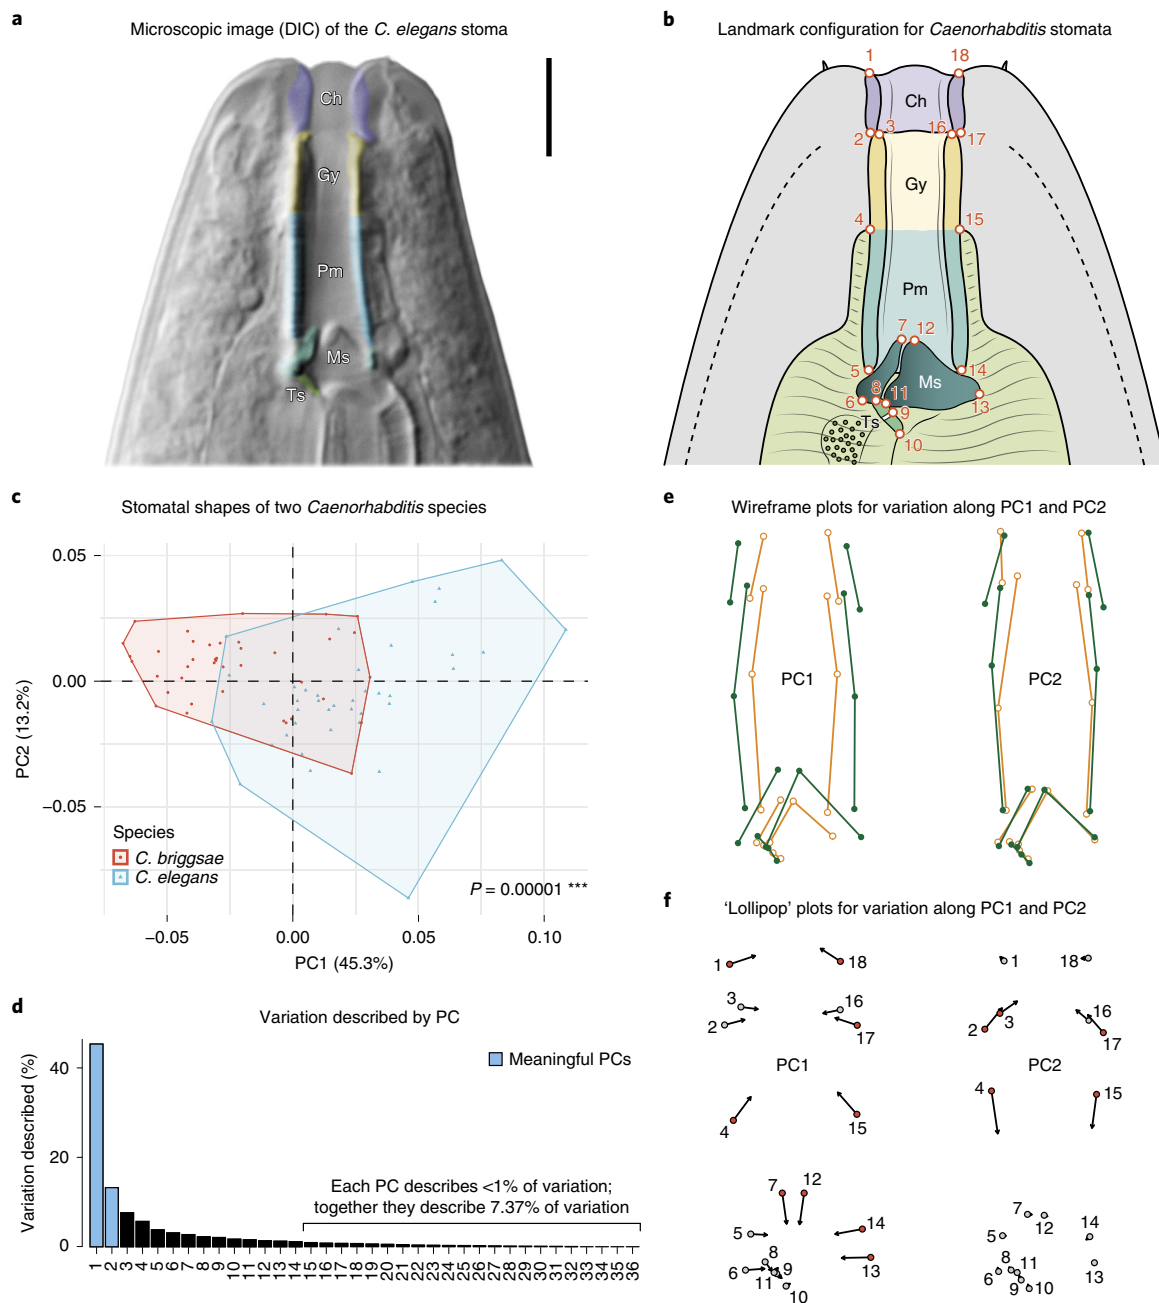 a
Microscopic image (DIC) of the C. elegans stoma
Ch
Gy
Pm
Ms
Ts
b
Landmark configuration for Caenorhabditis stomata
1
18
Ch
2
3
16
17
Gy
4
15
Pm
7
12
5
14
Ms
6
8
11
13
9
Ts
10
c
Stomatal shapes of two Caenorhabditis species
0.05
0.00
−0.05
PC2 (13.2%)
Species
C. briggsae
C. elegans
P = 0.00001 ***
−0.05
0.00
0.05
0.10
PC1 (45.3%)
d
Variation described by PC
Variation described (%)
40
20
0
Meaningful PCs
Each PC describes <1% of variation;
together they describe 7.37% of variation
1 2 3 4 5 6 7 8 9 10 11 12 13 14 15 16 17 18 19 20 21 22 23 24 25 26 27 28 29 30 31 32 33 34 35 36
e
Wireframe plots for variation along PC1 and PC2
PC1
PC2
f
‘Lollipop’ plots for variation along PC1 and PC2
1
18
3
16
2
17
PC1
4
15
7
12
5
14
8
6
9
13
11
10
1
18
16
2
3
17
PC2
4
15
7
12
5
14
8
11
6
13
9
10